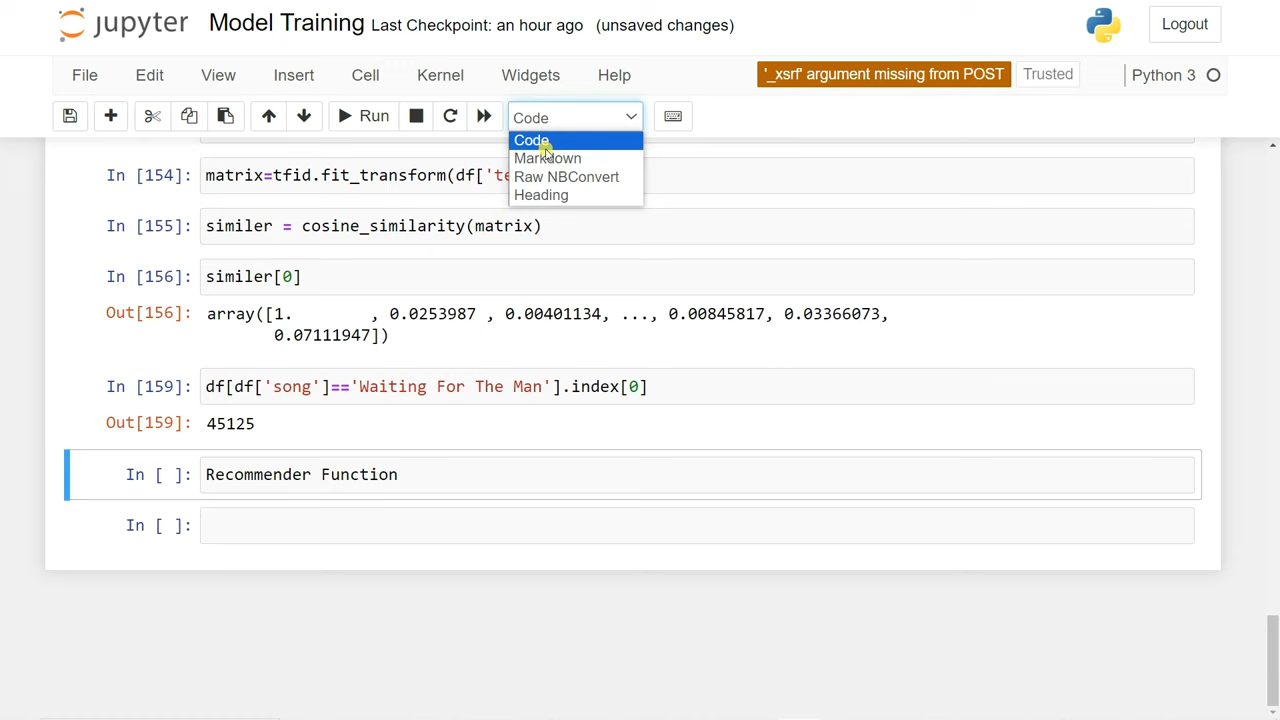 jupyter Model Training Last Checkpoint: an hour ago (unsaved changes) Logout
File Edit View Insert Cell Kernel Widgets Help '_xsrf' argument missing from POST Trusted Python 3
Run Code
Code
Markdown
Raw NBConvert
Heading
In [154]: matrix=tfid.fit_transform(df['te
In [155]: similer = cosine_similarity(matrix)
In [156]: similer[0]
Out[156]: array([1. , 0.0253987 , 0.00401134, ..., 0.00845817, 0.03366073,
0.07111947])
In [159]: df[df['song']=='Waiting For The Man'].index[0]
Out[159]: 45125
In [ ]: Recommender Function
In [ ]: